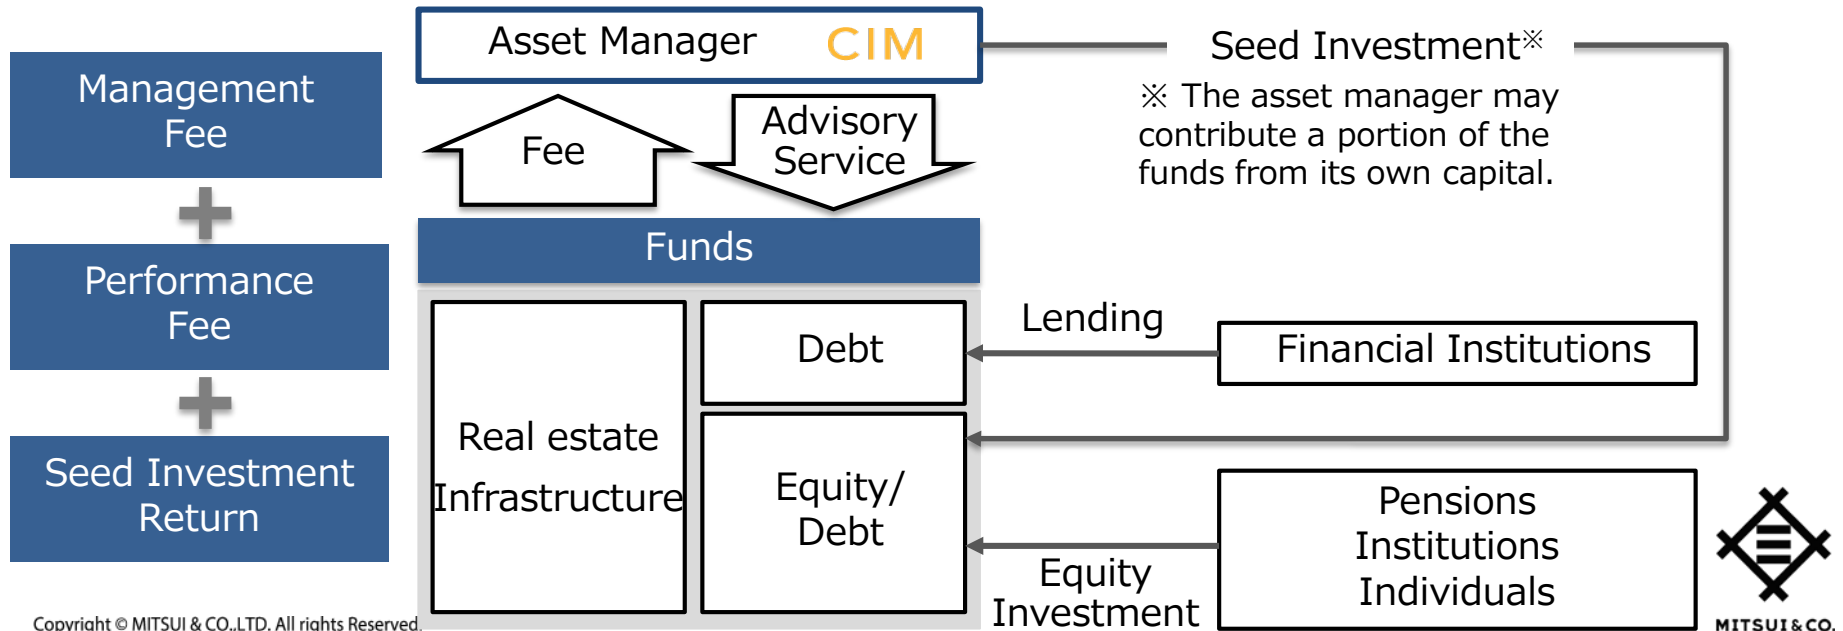 Asset Manager CIM
Seed Investment※
※ The asset manager may
contribute a portion of the
funds from its own capital.
Management
Fee
Performance
Fee
Seed Investment
Return
Fee
Advisory
Service
Funds
Real estate
Infrastructure
Debt
Equity/
Debt
Lending
Financial Institutions
Equity
Investment
Pensions
Institutions
Individuals
Copyright © MITSUI & CO.,LTD. All rights Reserved.
MITSUI & CO.